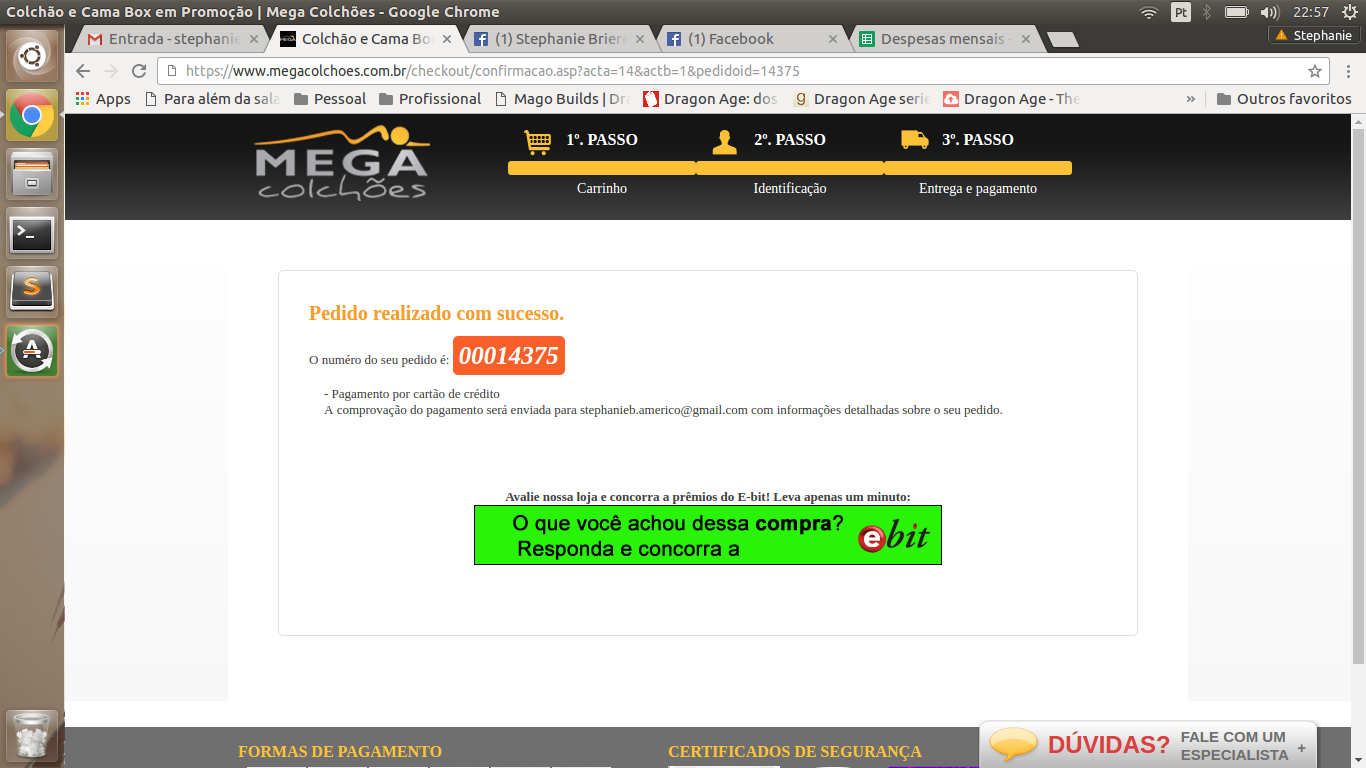 Colchão e Cama Box em Promoção | Mega Colchões - Google Chrome
Pt
22:57
Entrada - stephanie
Colchão e Cama Box
(1) Stephanie Briere
(1) Facebook
Despesas mensais -
Stephanie
https://www.megacolchoes.com.br/checkout/confirmacao.asp?acta=14&actb=1&pedidoid=14375
Apps
Para além da sala
Pessoal
Profissional
Mago Builds | Dra
Dragon Age: dos
Dragon Age serie
Dragon Age - The
»
Outros favoritos
MEGA
colchões
1º. PASSO
2º. PASSO
3º. PASSO
Carrinho
Identificação
Entrega e pagamento
Pedido realizado com sucesso.
O numéro do seu pedido é: 00014375
- Pagamento por cartão de crédito
A comprovação do pagamento será enviada para stephanieb.americo@gmail.com com informações detalhadas sobre o seu pedido.
Avalie nossa loja e concorra a prêmios do E-bit! Leva apenas um minuto:
O que você achou dessa compra?
Responda e concorra a
ebit
FORMAS DE PAGAMENTO
CERTIFICADOS DE SEGURANÇA
DÚVIDAS?
FALE COM UM
ESPECIALISTA +